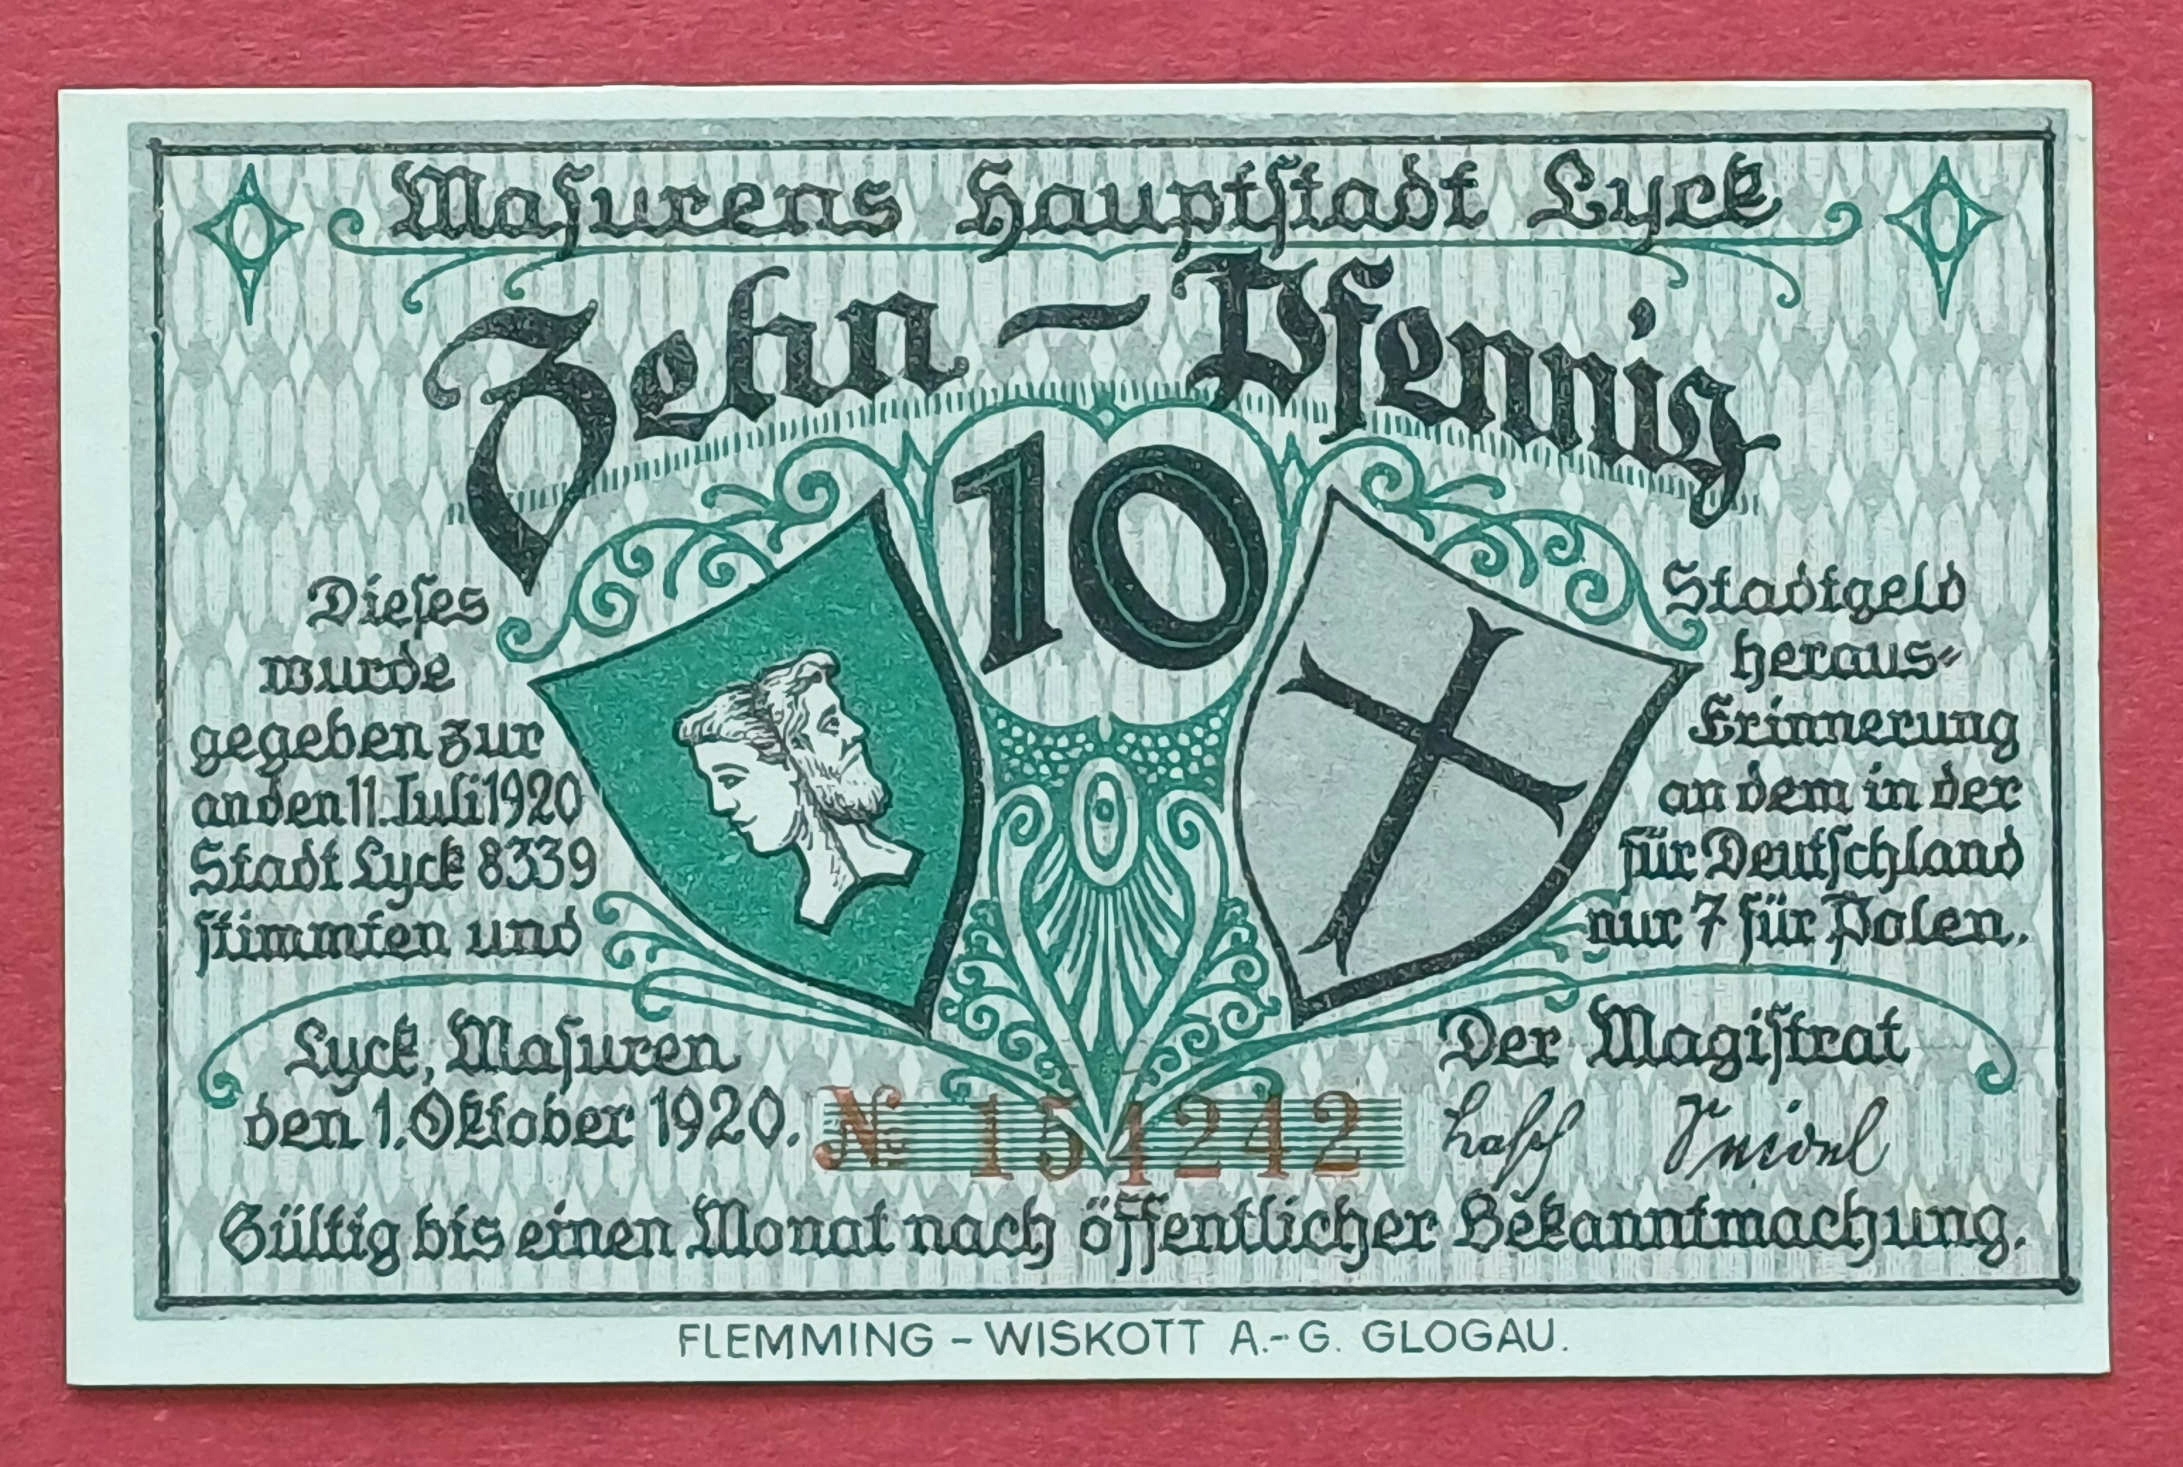 Masurens Hauptstadt Lyck
Zehn – Pfennig
10
Dieses Stadtgeld
wurde heraus=
gegeben zur Erinnerung
an den 11. Juli 1920 an dem in der
Stadt Lyck 8339 für Deutschland
stimmten und nur 7 für Polen.
Lyck, Masuren Der Magistrat
den 1. Oktober 1920. № 154242
Gültig bis einen Monat nach öffentlicher Bekanntmachung.
FLEMMING – WISKOTT A.-G. GLOGAU.